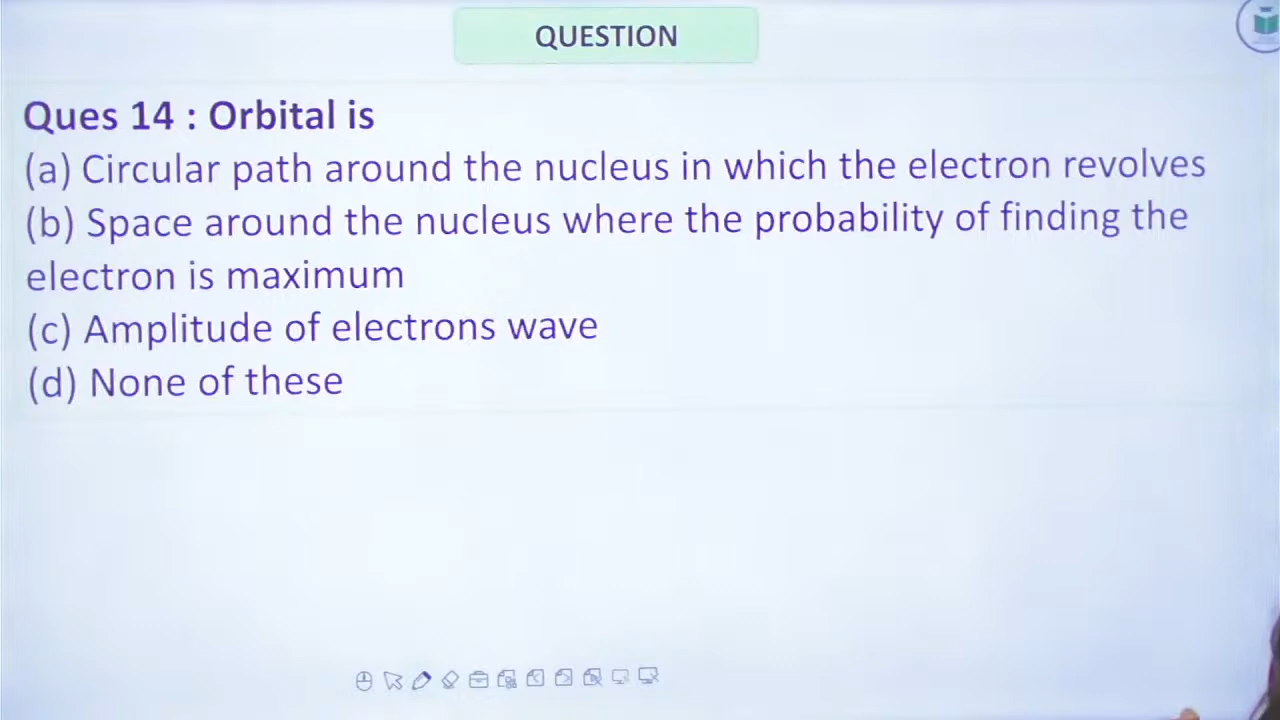 QUESTION
Ques 14 : Orbital is
(a) Circular path around the nucleus in which the electron revolves
(b) Space around the nucleus where the probability of finding the
electron is maximum
(c) Amplitude of electrons wave
(d) None of these